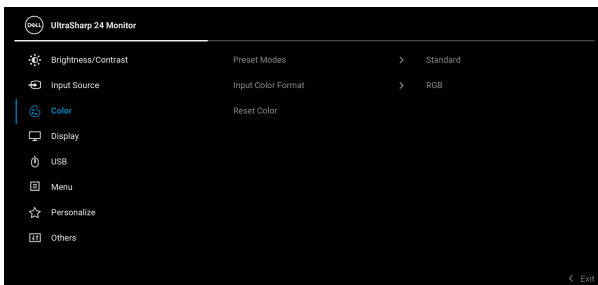 DELL UltraSharp 24 Monitor
Brightness/Contrast Preset Modes > Standard
Input Source Input Color Format > RGB
Color Reset Color
Display
USB
Menu
Personalize
Others
< Exit